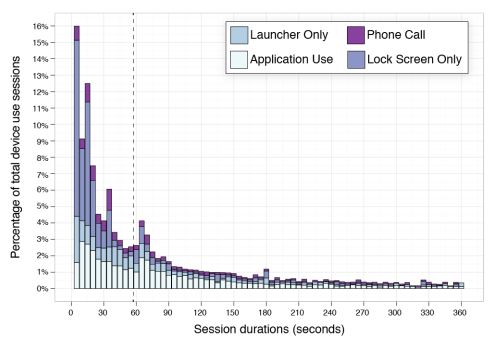 16%
15%
14%
13%
12%
11%
10%
9%
8%
7%
6%
5%
4%
3%
2%
1%
0%
Percentage of total device use sessions
Launcher Only
Phone Call
Application Use
Lock Screen Only
0 30 60 90 120 150 180 210 240 270 300 330 360
Session durations (seconds)